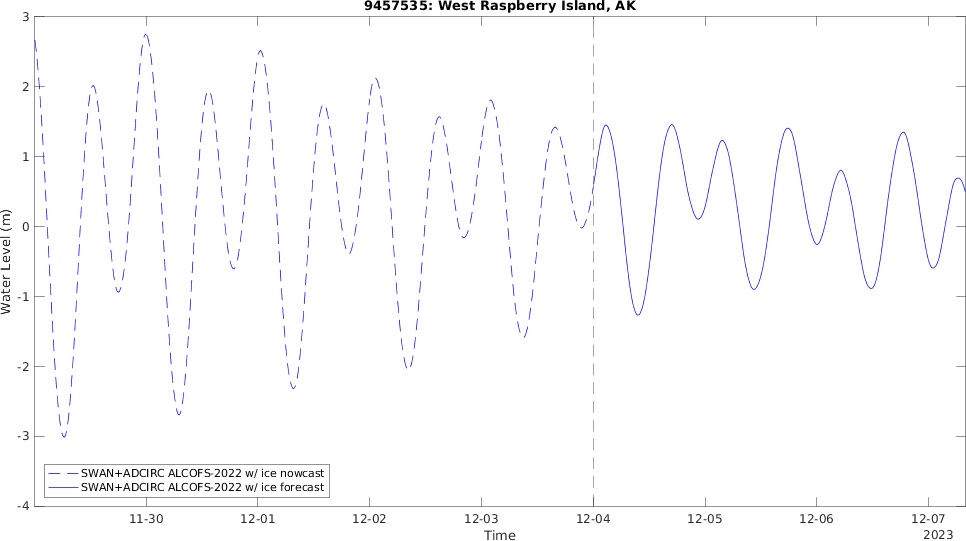 9457535: West Raspberry Island, AK
3
2
1
0
-1
-2
-3
-4
Water Level (m)
SWAN+ADCIRC ALCOFS-2022 w/ ice nowcast
SWAN+ADCIRC ALCOFS-2022 w/ ice forecast
11-30 12-01 12-02 12-03 12-04 12-05 12-06 12-07
Time 2023